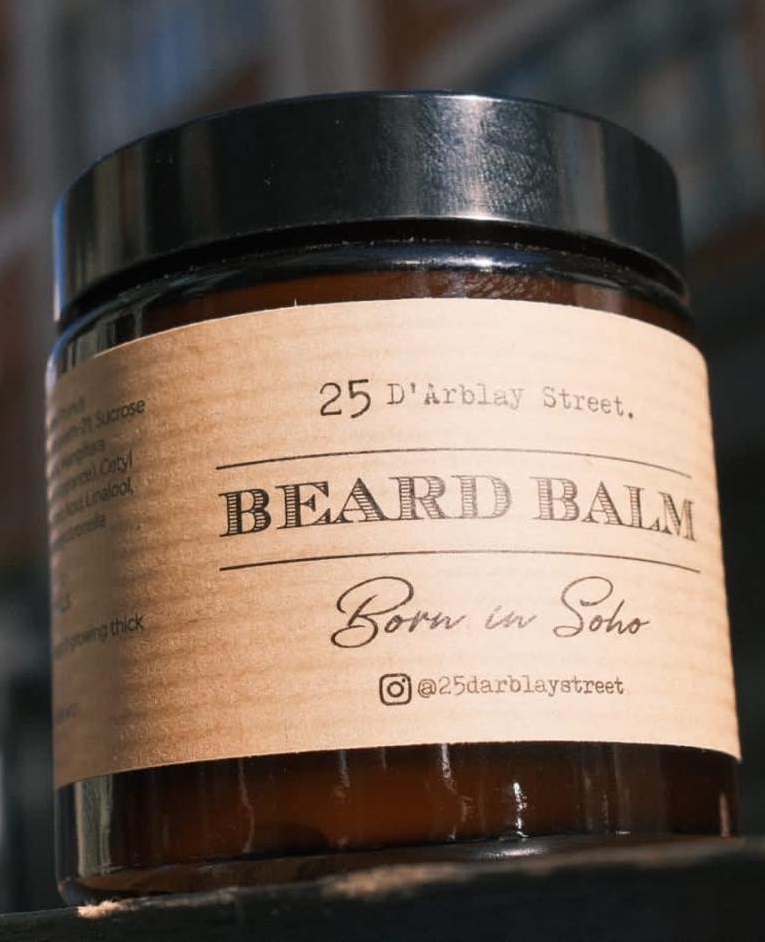 Sucrose
Cetyl
Linalool,
growing thick
25 D'Arblay Street.
BEARD BALM
Born in Soho
@25darblaystreet